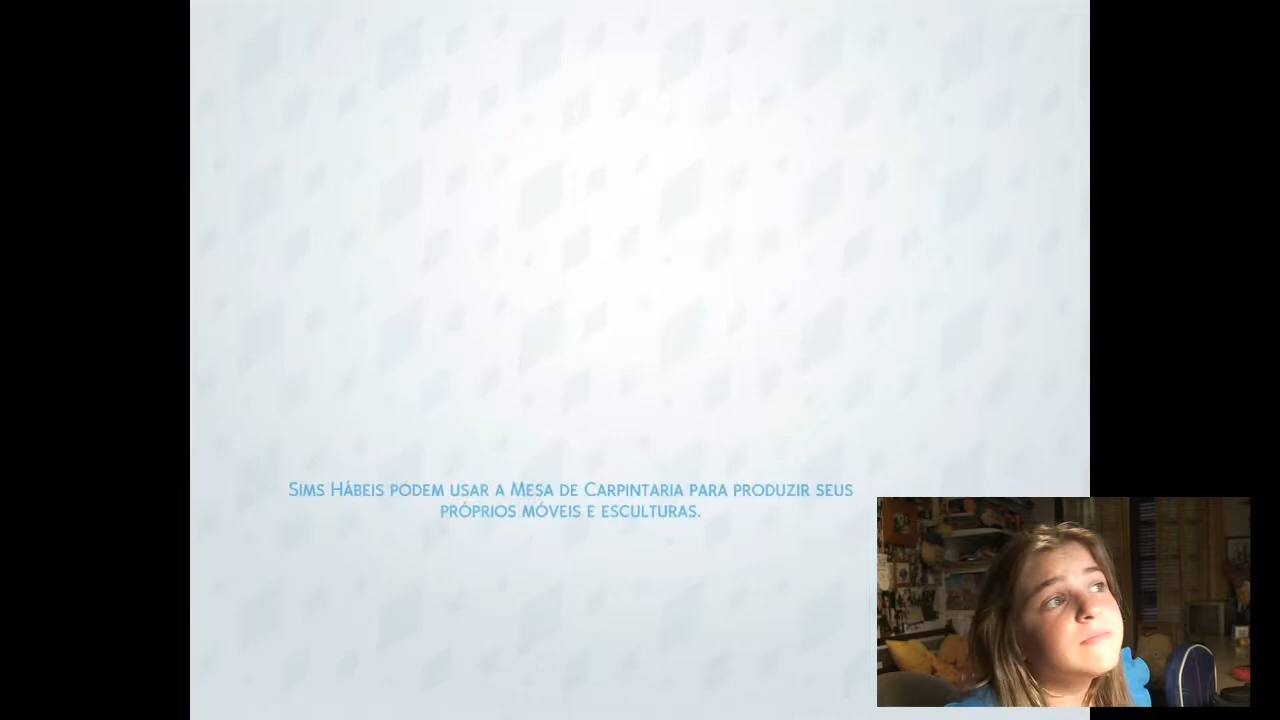 Sims Hábeis podem usar a Mesa de Carpintaria para produzir seus
próprios móveis e esculturas.